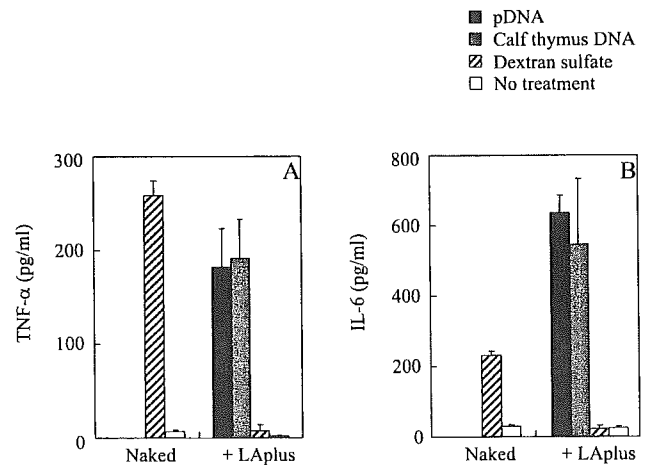 pDNA
Calf thymus DNA
Dextran sulfate
No treatment
A
300
200
100
0
TNF-α (pg/ml)
Naked
+ LAplus
B
800
600
400
200
0
IL-6 (pg/ml)
Naked
+ LAplus